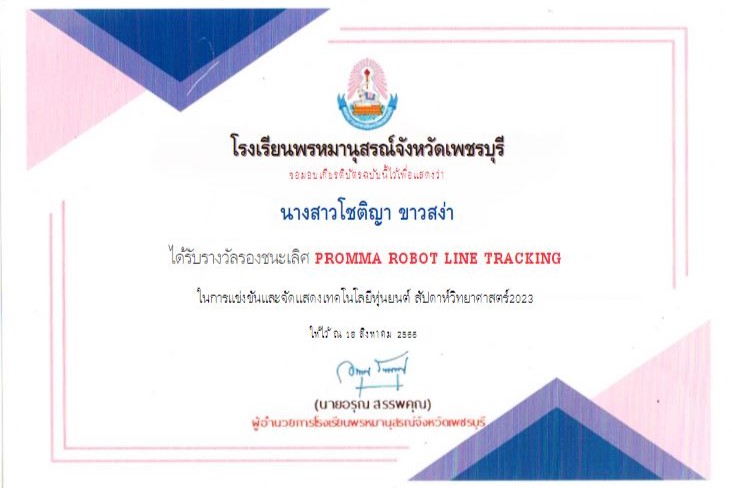 โรงเรียนพรหมานุสรณ์จังหวัดเพชรบุรี
ขอมอบเกียรติบัตรฉบับนี้ไว้เพื่อแสดงว่า
นางสาวโชติญา ขาวสง่า
ได้รับรางวัลรองชนะเลิศ PROMMA ROBOT LINE TRACKING
ในการแข่งขันและจัดแสดงเทคโนโลยีหุ่นยนต์ สัปดาห์วิทยาศาสตร์2023
ให้ไว้ ณ 18 สิงหาคม 2566
(นายอรุณ สรรพคุณ)
ผู้อำนวยการโรงเรียนพรหมานุสรณ์จังหวัดเพชรบุรี